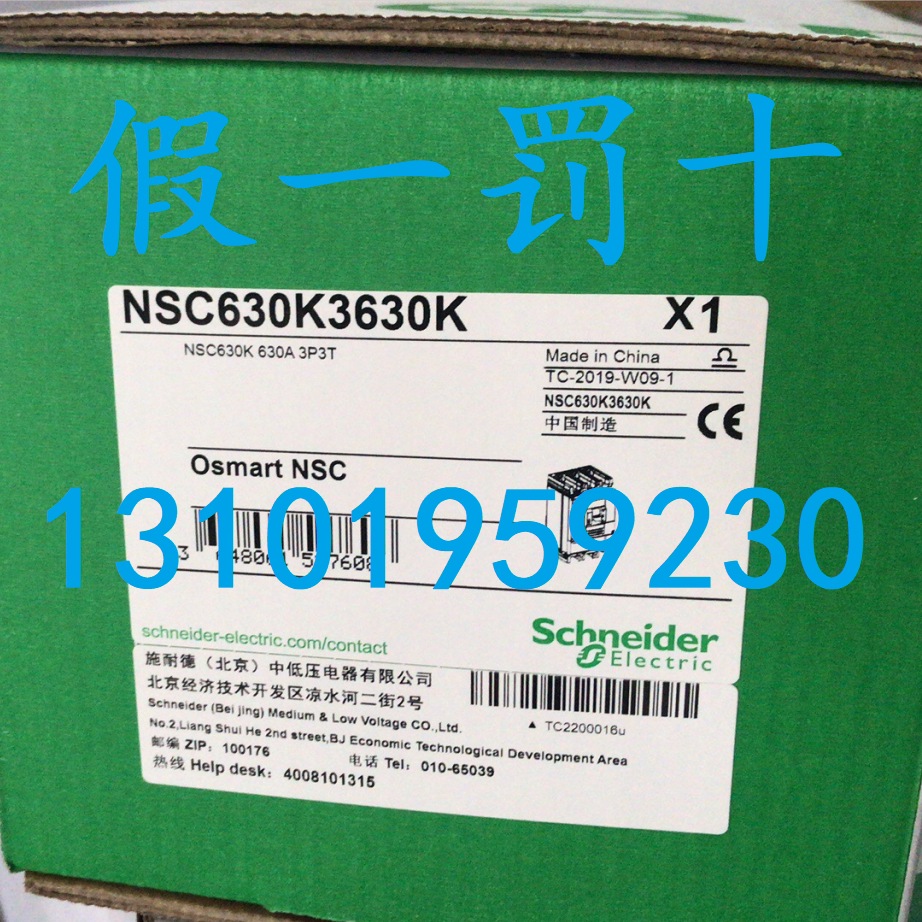 假一罚十
NSC630K3630K X1
NSC630K 630A 3P3T
Made in China
TC-2019-W09-1
NSC630K3630K
中国制造
CE
Osmart NSC
13101959230
schneider-electric.com/contact
Schneider
Electric
施耐德（北京）中低压电器有限公司
北京经济技术开发区凉水河二街2号
Schneider (Beijing) Medium & Low Voltage CO.,Ltd.
No.2,Liang Shui He 2nd street,BJ Economic Technological Development Area
邮编 ZIP: 100176 电话 Tel: 010-65039
热线 Help desk: 4008101315
▲ TC2200016u